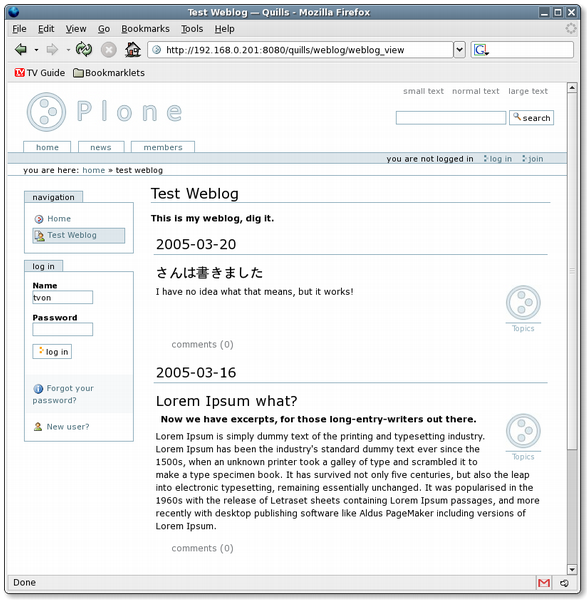 Test Weblog — Quills - Mozilla Firefox
File Edit View Go Bookmarks Tools Help
http://192.168.0.201:8080/quills/weblog/weblog_view
G
TV Guide Bookmarklets
small text normal text large text
Plone
search
home news members
you are not logged in log in join
you are here: home » test weblog
navigation
Home
Test Weblog
log in
Name
tvon
Password
log in
Forgot your
password?
New user?
Test Weblog
This is my weblog, dig it.
2005-03-20
さんは書きました
I have no idea what that means, but it works!
Topics
comments (0)
2005-03-16
Lorem Ipsum what?
Now we have excerpts, for those long-entry-writers out there.
Topics
Lorem Ipsum is simply dummy text of the printing and typesetting industry.
Lorem Ipsum has been the industry's standard dummy text ever since the
1500s, when an unknown printer took a galley of type and scrambled it to
make a type specimen book. It has survived not only five centuries, but also the leap
into electronic typesetting, remaining essentially unchanged. It was popularised in the
1960s with the release of Letraset sheets containing Lorem Ipsum passages, and more
recently with desktop publishing software like Aldus PageMaker including versions of
Lorem Ipsum.
comments (0)
Done